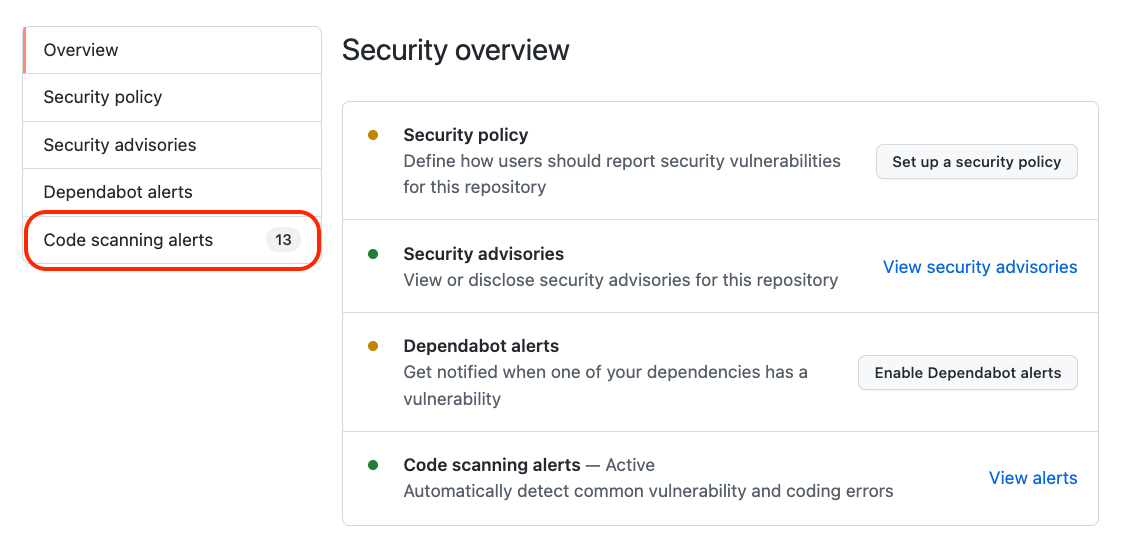 Overview
Security policy
Security advisories
Dependabot alerts
Code scanning alerts 13
Security overview
Security policy
Define how users should report security vulnerabilities
for this repository
Set up a security policy
Security advisories
View or disclose security advisories for this repository
View security advisories
Dependabot alerts
Get notified when one of your dependencies has a
vulnerability
Enable Dependabot alerts
Code scanning alerts — Active
Automatically detect common vulnerability and coding errors
View alerts